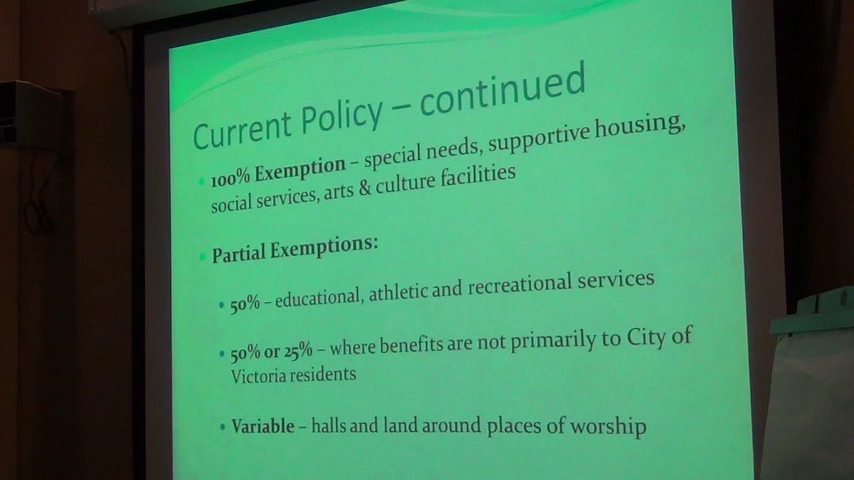 Current Policy – continued
• 100% Exemption – special needs, supportive housing,
social services, arts & culture facilities
• Partial Exemptions:
• 50% – educational, athletic and recreational services
• 50% or 25% – where benefits are not primarily to City of
Victoria residents
• Variable – halls and land around places of worship